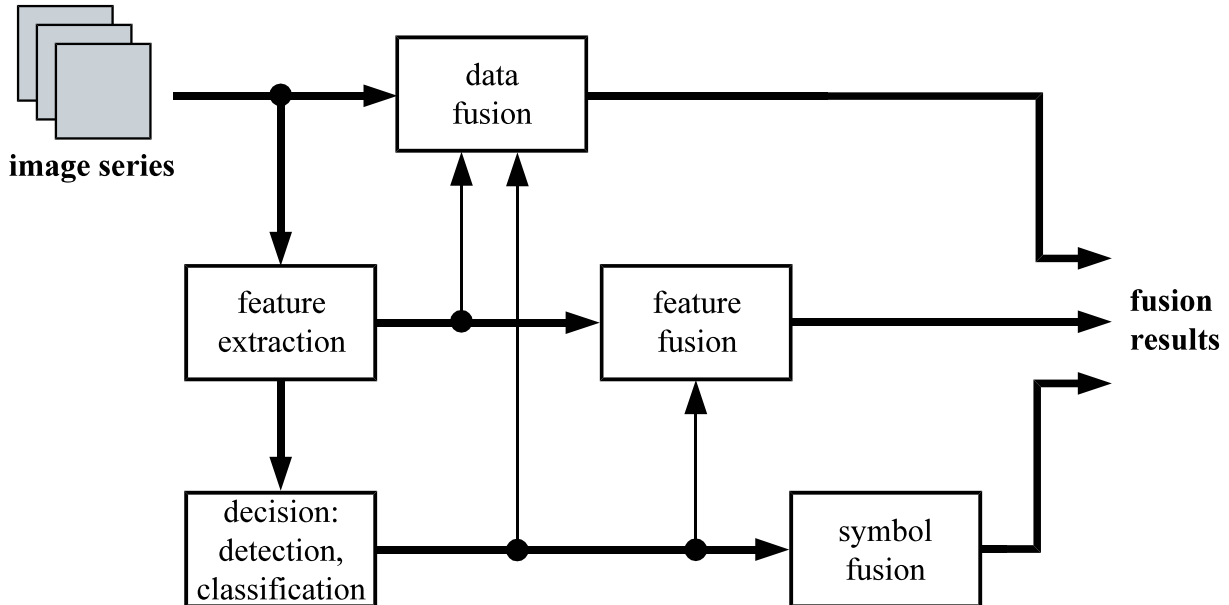 data
fusion
image series
feature
extraction
feature
fusion
fusion
results
decision:
detection,
classification
symbol
fusion